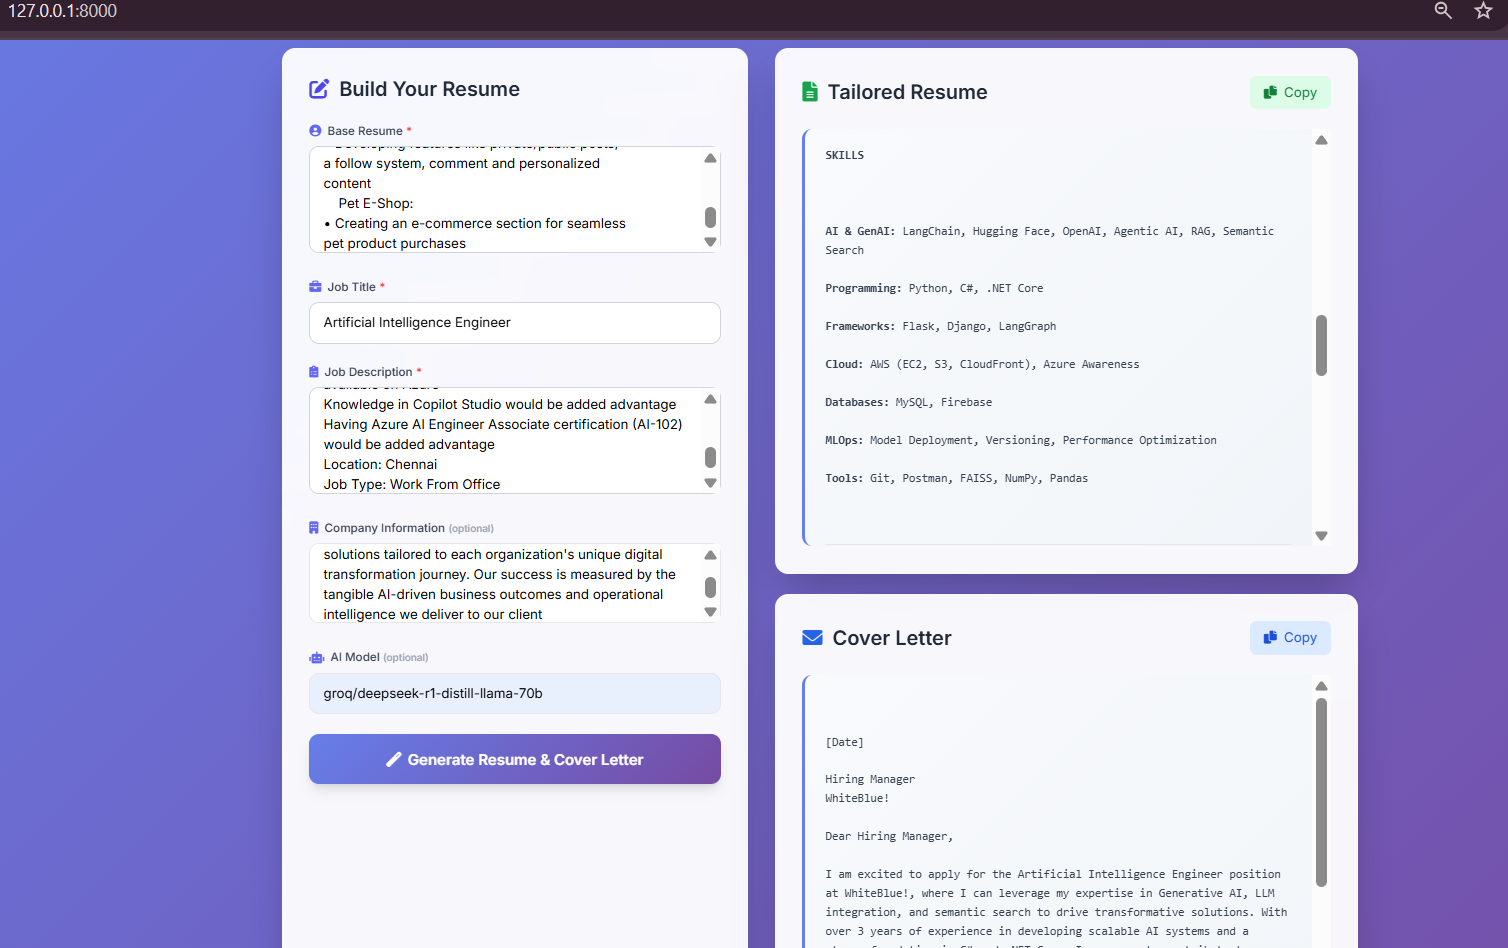 127.0.0.1:8000
Build Your Resume
Base Resume *
a follow system, comment and personalized
content
Pet E-Shop:
• Creating an e-commerce section for seamless
pet product purchases
Job Title *
Artificial Intelligence Engineer
Job Description *
Knowledge in Copilot Studio would be added advantage
Having Azure AI Engineer Associate certification (AI-102)
would be added advantage
Location: Chennai
Job Type: Work From Office
Company Information (optional)
solutions tailored to each organization's unique digital
transformation journey. Our success is measured by the
tangible AI-driven business outcomes and operational
intelligence we deliver to our client
AI Model (optional)
groq/deepseek-r1-distill-llama-70b
Generate Resume & Cover Letter
Tailored Resume
Copy
SKILLS
AI & GenAI: LangChain, Hugging Face, OpenAI, Agentic AI, RAG, Semantic
Search
Programming: Python, C#, .NET Core
Frameworks: Flask, Django, LangGraph
Cloud: AWS (EC2, S3, CloudFront), Azure Awareness
Databases: MySQL, Firebase
MLOps: Model Deployment, Versioning, Performance Optimization
Tools: Git, Postman, FAISS, NumPy, Pandas
Cover Letter
Copy
[Date]
Hiring Manager
WhiteBlue!
Dear Hiring Manager,
I am excited to apply for the Artificial Intelligence Engineer position
at WhiteBlue!, where I can leverage my expertise in Generative AI, LLM
integration, and semantic search to drive transformative solutions. With
over 3 years of experience in developing scalable AI systems and a